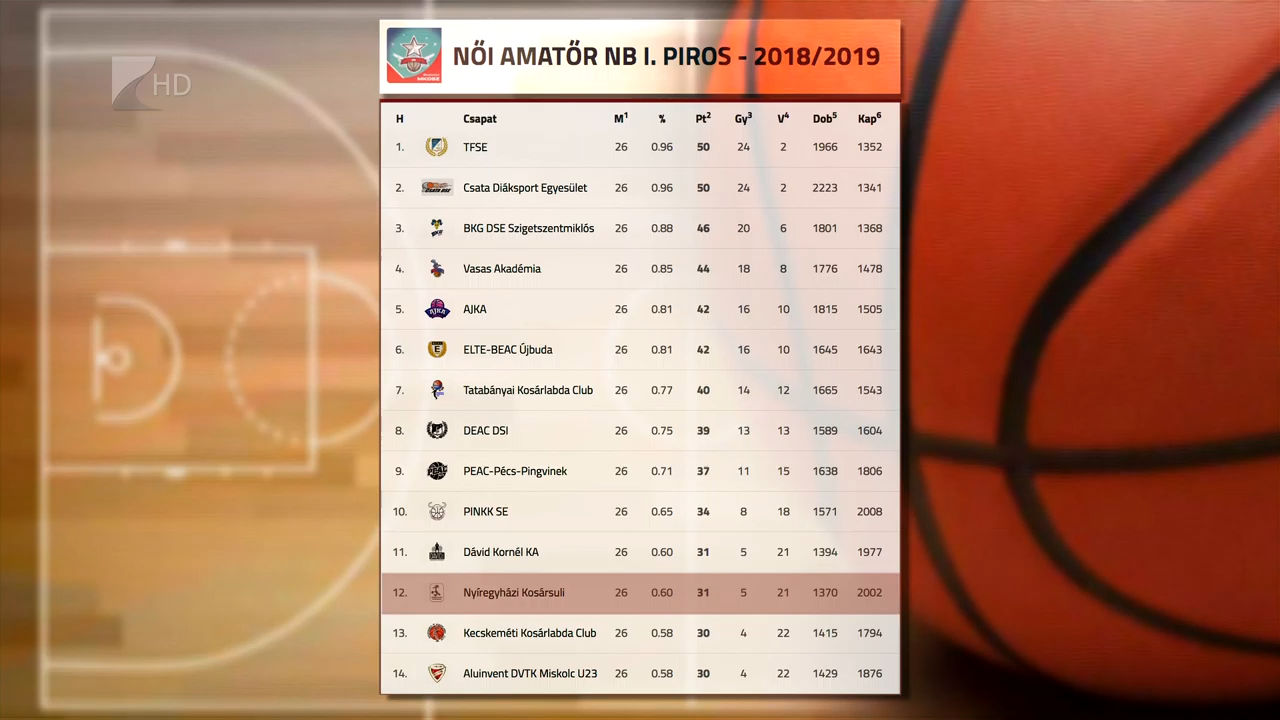 HD
NŐI AMATŐR NB I. PIROS - 2018/2019
H Csapat M1 % Pt2 Gy3 V4 Dob5 Kap6
1. TFSE 26 0.96 50 24 2 1966 1352
2. Csata Diáksport Egyesület 26 0.96 50 24 2 2223 1341
3. BKG DSE Szigetszentmiklós 26 0.88 46 20 6 1801 1368
4. Vasas Akadémia 26 0.85 44 18 8 1776 1478
5. AJKA 26 0.81 42 16 10 1815 1505
6. ELTE-BEAC Újbuda 26 0.81 42 16 10 1645 1643
7. Tatabányai Kosárlabda Club 26 0.77 40 14 12 1665 1543
8. DEAC DSI 26 0.75 39 13 13 1589 1604
9. PEAC-Pécs-Pingvinek 26 0.71 37 11 15 1638 1806
10. PINKK SE 26 0.65 34 8 18 1571 2008
11. Dávid Kornél KA 26 0.60 31 5 21 1394 1977
12. Nyíregyházi Kosársuli 26 0.60 31 5 21 1370 2002
13. Kecskeméti Kosárlabda Club 26 0.58 30 4 22 1415 1794
14. Aluinvent DVTK Miskolc U23 26 0.58 30 4 22 1429 1876